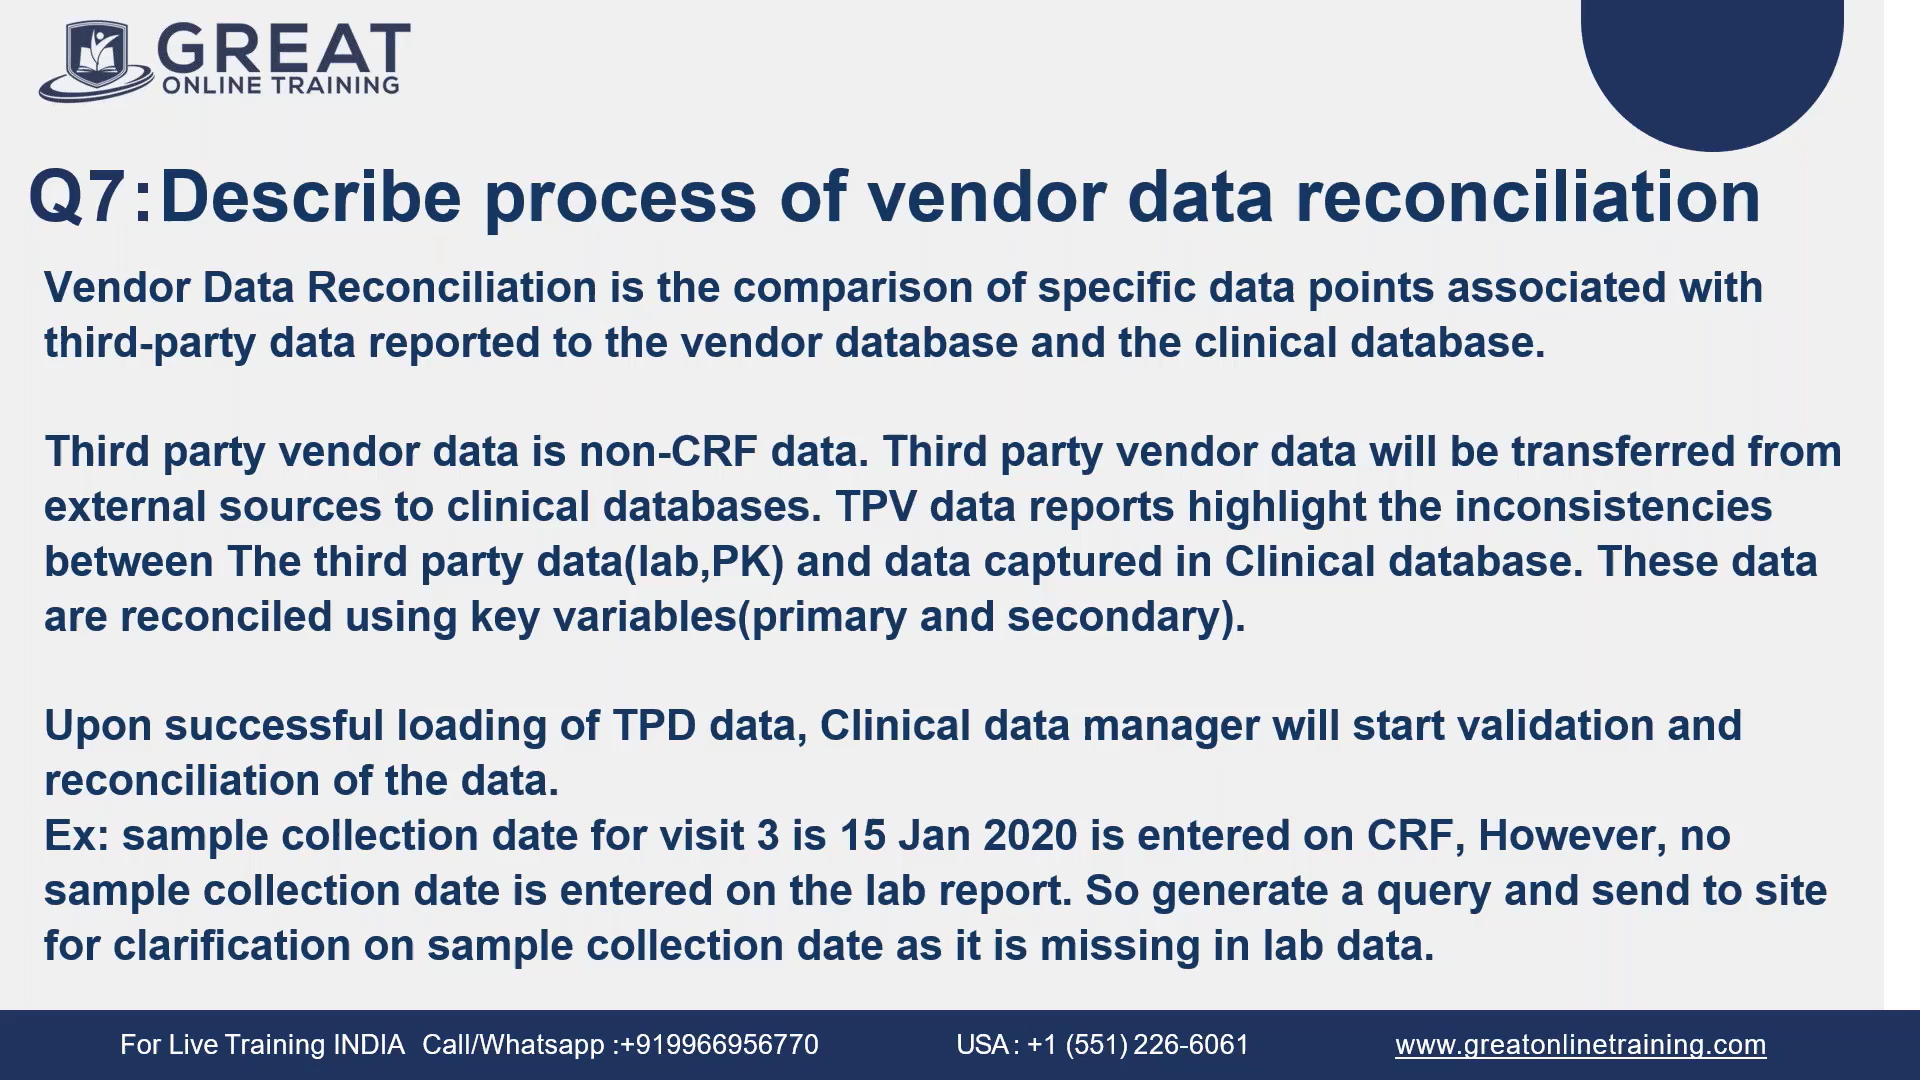 GREAT
ONLINE TRAINING
Q7:Describe process of vendor data reconciliation
Vendor Data Reconciliation is the comparison of specific data points associated with
third-party data reported to the vendor database and the clinical database.
Third party vendor data is non-CRF data. Third party vendor data will be transferred from
external sources to clinical databases. TPV data reports highlight the inconsistencies
between The third party data(lab,PK) and data captured in Clinical database. These data
are reconciled using key variables(primary and secondary).
Upon successful loading of TPD data, Clinical data manager will start validation and
reconciliation of the data.
Ex: sample collection date for visit 3 is 15 Jan 2020 is entered on CRF, However, no
sample collection date is entered on the lab report. So generate a query and send to site
for clarification on sample collection date as it is missing in lab data.
For Live Training INDIA Call/Whatsapp :+919966956770 USA : +1 (551) 226-6061 www.greatonlinetraining.com